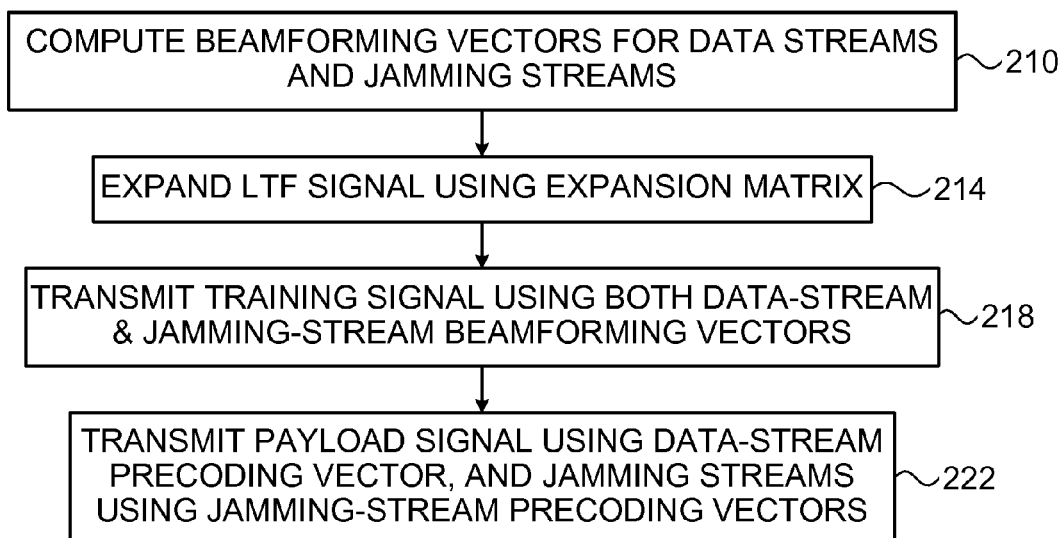 COMPUTE BEAMFORMING VECTORS FOR DATA STREAMS
AND JAMMING STREAMS
210
EXPAND LTF SIGNAL USING EXPANSION MATRIX
214
TRANSMIT TRAINING SIGNAL USING BOTH DATA-STREAM
& JAMMING-STREAM BEAMFORMING VECTORS
218
TRANSMIT PAYLOAD SIGNAL USING DATA-STREAM
PRECODING VECTOR, AND JAMMING STREAMS
USING JAMMING-STREAM PRECODING VECTORS
222